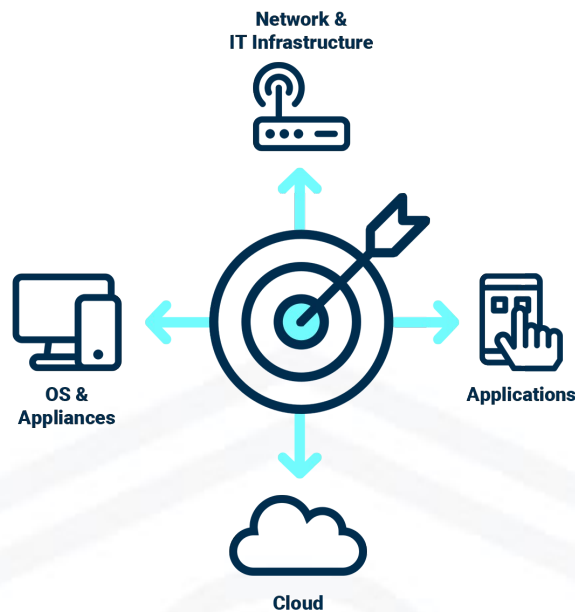 Network &
IT Infrastructure
OS &
Appliances
Applications
Cloud